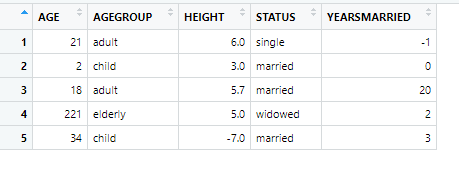 AGE AGEGROUP HEIGHT STATUS YEARSMARRIED
1 21 adult 6.0 single -1
2 2 child 3.0 married 0
3 18 adult 5.7 married 20
4 221 elderly 5.0 widowed 2
5 34 child -7.0 married 3